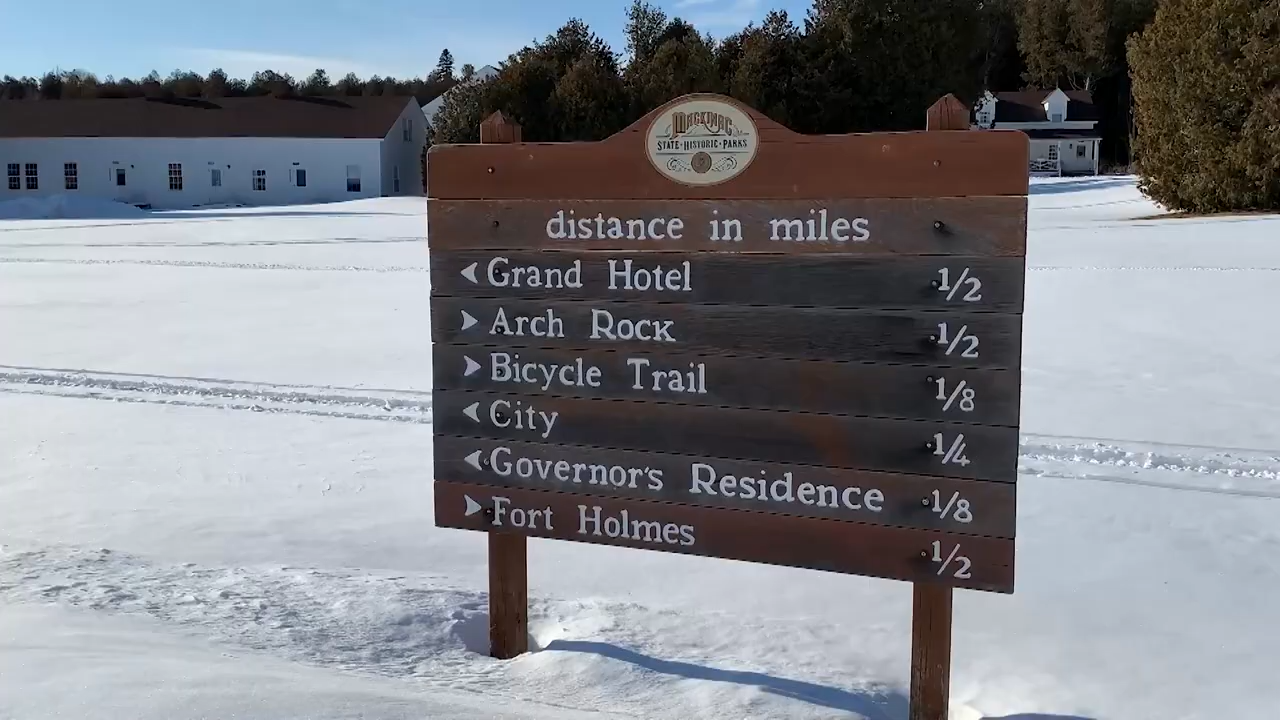 MACKINAC
STATE·HISTORIC·PARKS
distance in miles
Grand Hotel 1/2
Arch Rock 1/2
Bicycle Trail 1/8
City 1/4
Governor's Residence 1/8
Fort Holmes 1/2